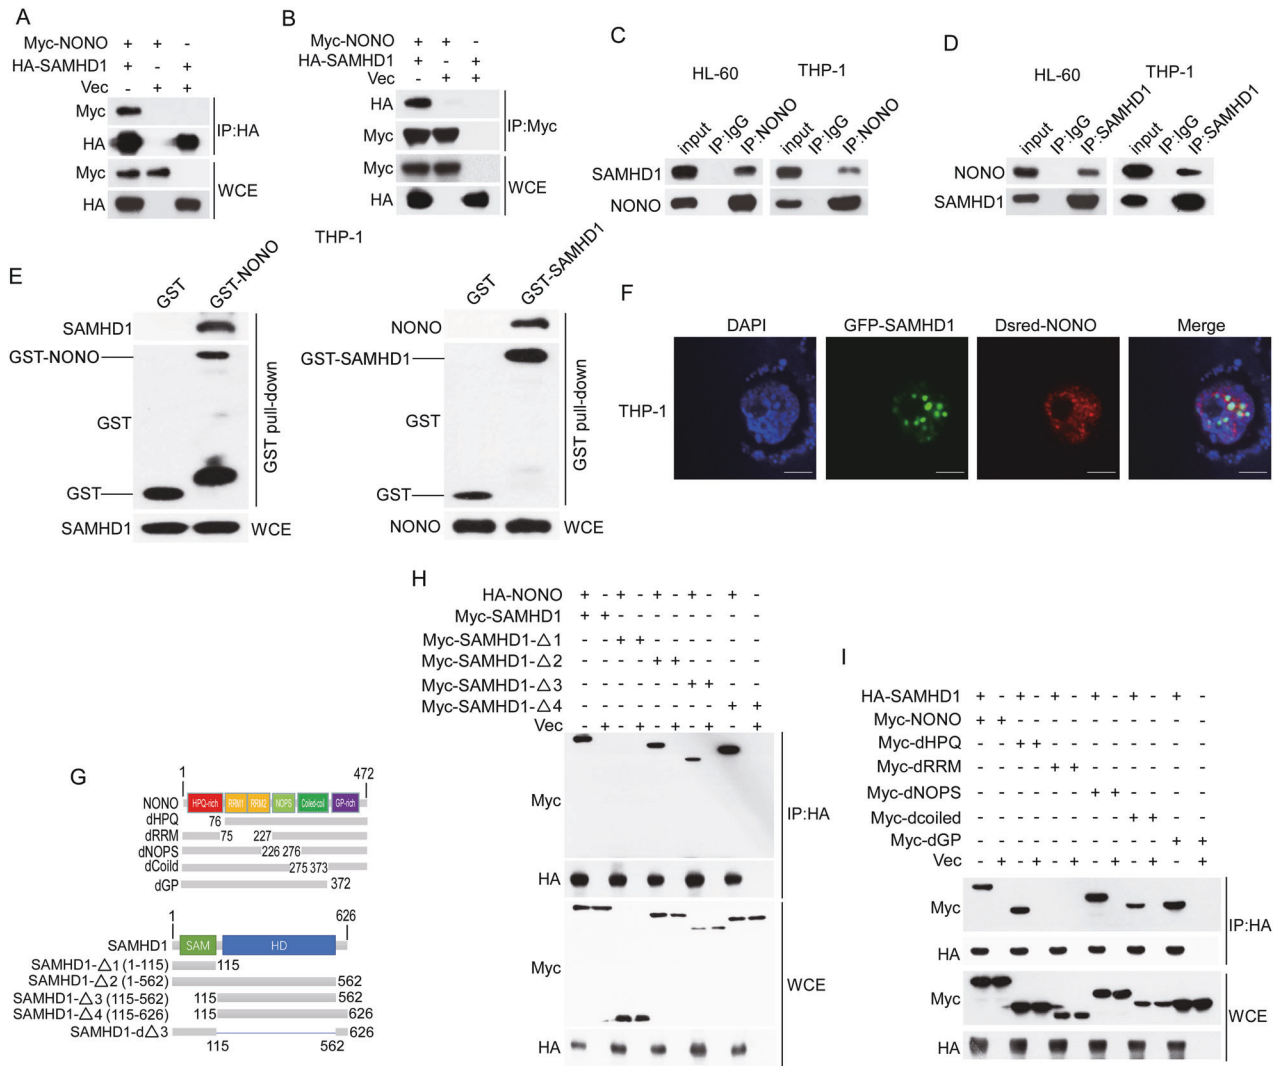 A
Myc-NONO + + -
HA-SAMHD1 + - +
Vec - + +
Myc
HA
IP:HA
Myc
HA
WCE
B
Myc-NONO + + -
HA-SAMHD1 + - +
Vec - + +
HA
Myc
IP:Myc
Myc
HA
WCE
C
HL-60 THP-1
input IP:IgG IP:NONO input IP:IgG IP:NONO
SAMHD1
NONO
D
HL-60 THP-1
input IP:IgG IP:SAMHD1 input IP:IgG IP:SAMHD1
NONO
SAMHD1
E
THP-1
GST GST-NONO
SAMHD1
GST-NONO
GST
GST
GST pull-down
SAMHD1 WCE
GST GST-SAMHD1
NONO
GST-SAMHD1
GST
GST
GST pull-down
NONO WCE
F
DAPI GFP-SAMHD1 Dsred-NONO Merge
THP-1
G
1 472
NONO HPQ-rich RRM1 RRM2 NOPS Coiled-coil GP-rich
dHPQ 76
dRRM 75 227
dNOPS 226 276
dCoild 275 373
dGP 372
1 626
SAMHD1 SAM HD
SAMHD1-△1 (1-115) 115
SAMHD1-△2 (1-562) 562
SAMHD1-△3 (115-562) 115 562
SAMHD1-△4 (115-626) 115 626
SAMHD1-d△3 626
115 562
H
HA-NONO + - + - + - + - + -
Myc-SAMHD1 + + - - - - - - - -
Myc-SAMHD1-△1 - - + + - - - - - -
Myc-SAMHD1-△2 - - - - + + - - - -
Myc-SAMHD1-△3 - - - - - - + + - -
Myc-SAMHD1-△4 - - - - - - - - + +
Vec - + - + - + - + - +
Myc
HA
IP:HA
Myc
HA
WCE
I
HA-SAMHD1 + - + - + - + - + - + -
Myc-NONO + + - - - - - - - - - -
Myc-dHPQ - - + + - - - - - - - -
Myc-dRRM - - - - + + - - - - - -
Myc-dNOPS - - - - - - + + - - - -
Myc-dcoiled - - - - - - - - + + - -
Myc-dGP - - - - - - - - - - + +
Vec - + - + - + - + - + - +
Myc
HA
IP:HA
Myc
HA
WCE